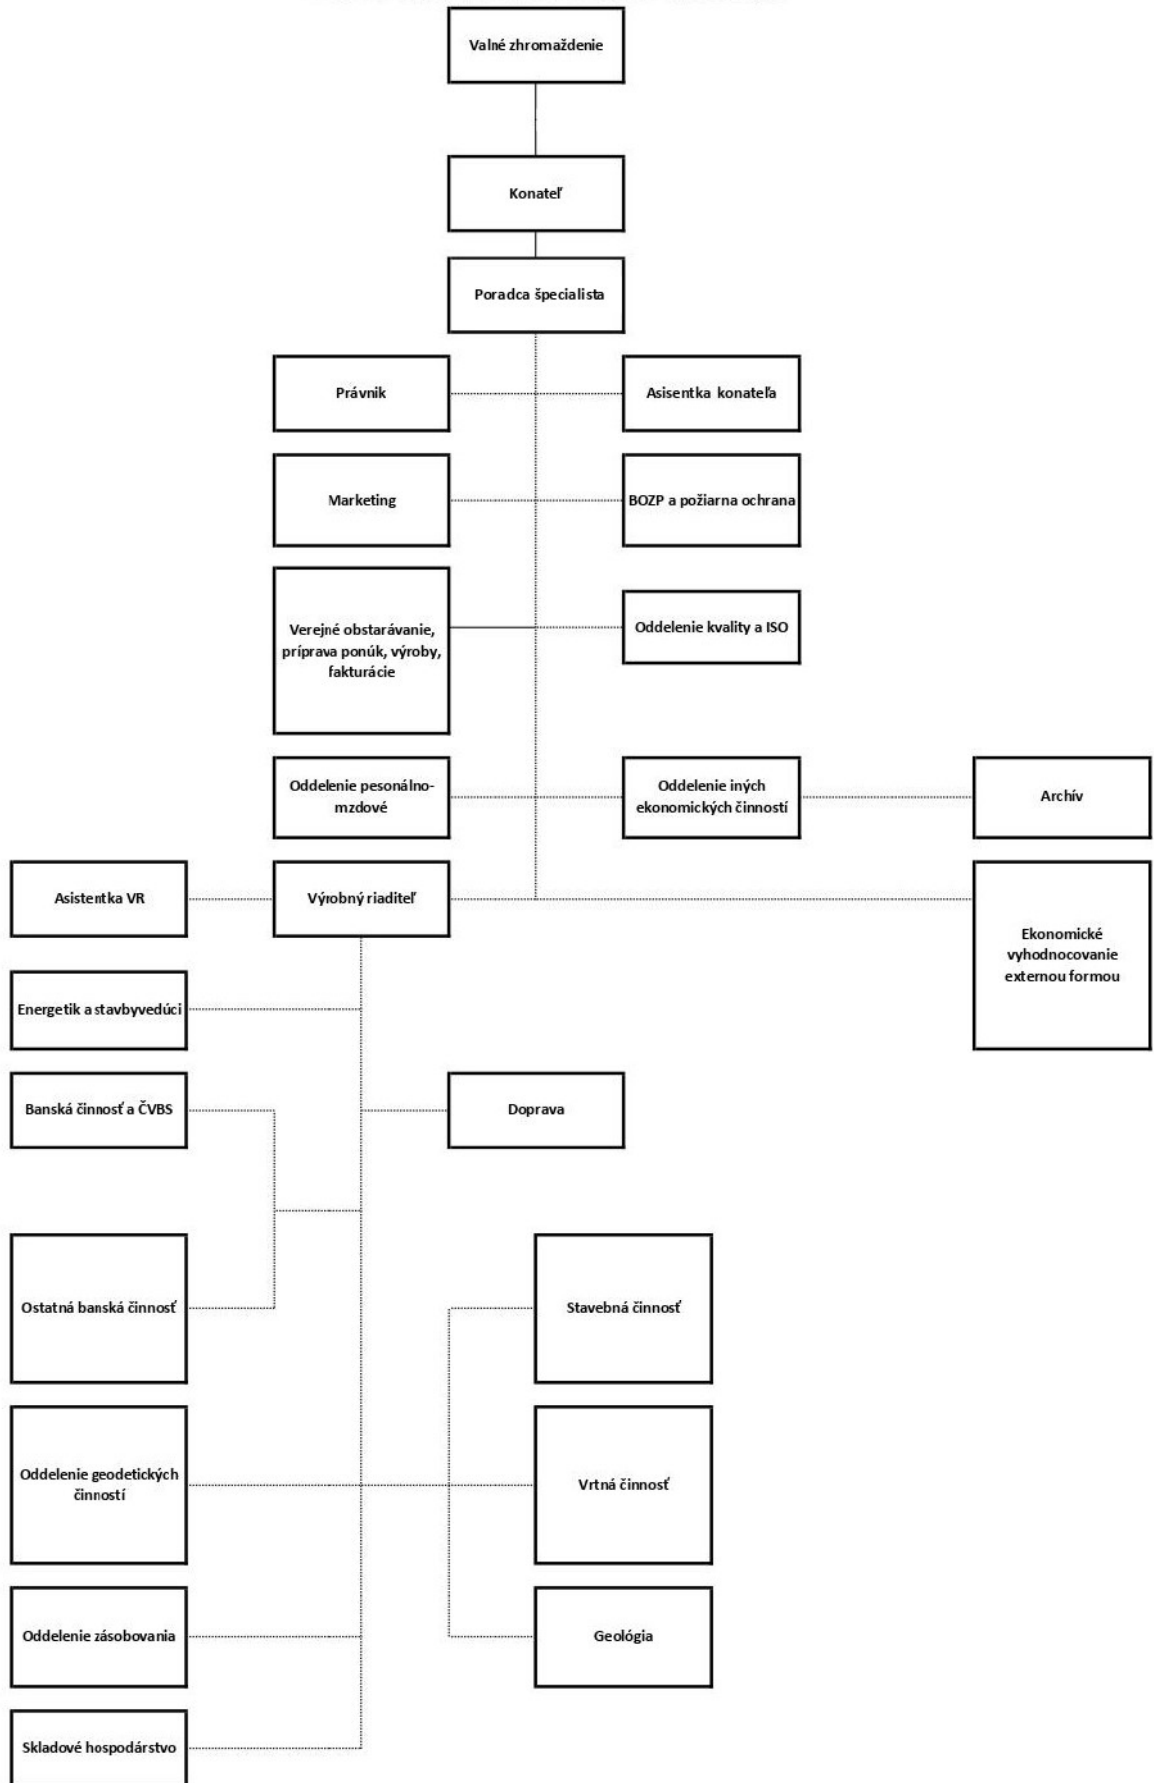 Valné zhromaždenie
Konateľ
Poradca špecialista
Právnik
Asisentka konateľa
Marketing
BOZP a požiarna ochrana
Verejné obstarávanie,
príprava ponúk, výroby,
fakturácie
Oddelenie kvality a ISO
Oddelenie pesonálno-
mzdové
Oddelenie iných
ekonomických činností
Archív
Asistentka VR
Výrobný riaditeľ
Ekonomické
vyhodnocovanie
externou formou
Energetik a stavbyvedúci
Banská činnosť a ČVBS
Doprava
Ostatná banská činnosť
Stavebná činnosť
Oddelenie geodetických
činností
Vrtná činnosť
Oddelenie zásobovania
Geológia
Skladové hospodárstvo